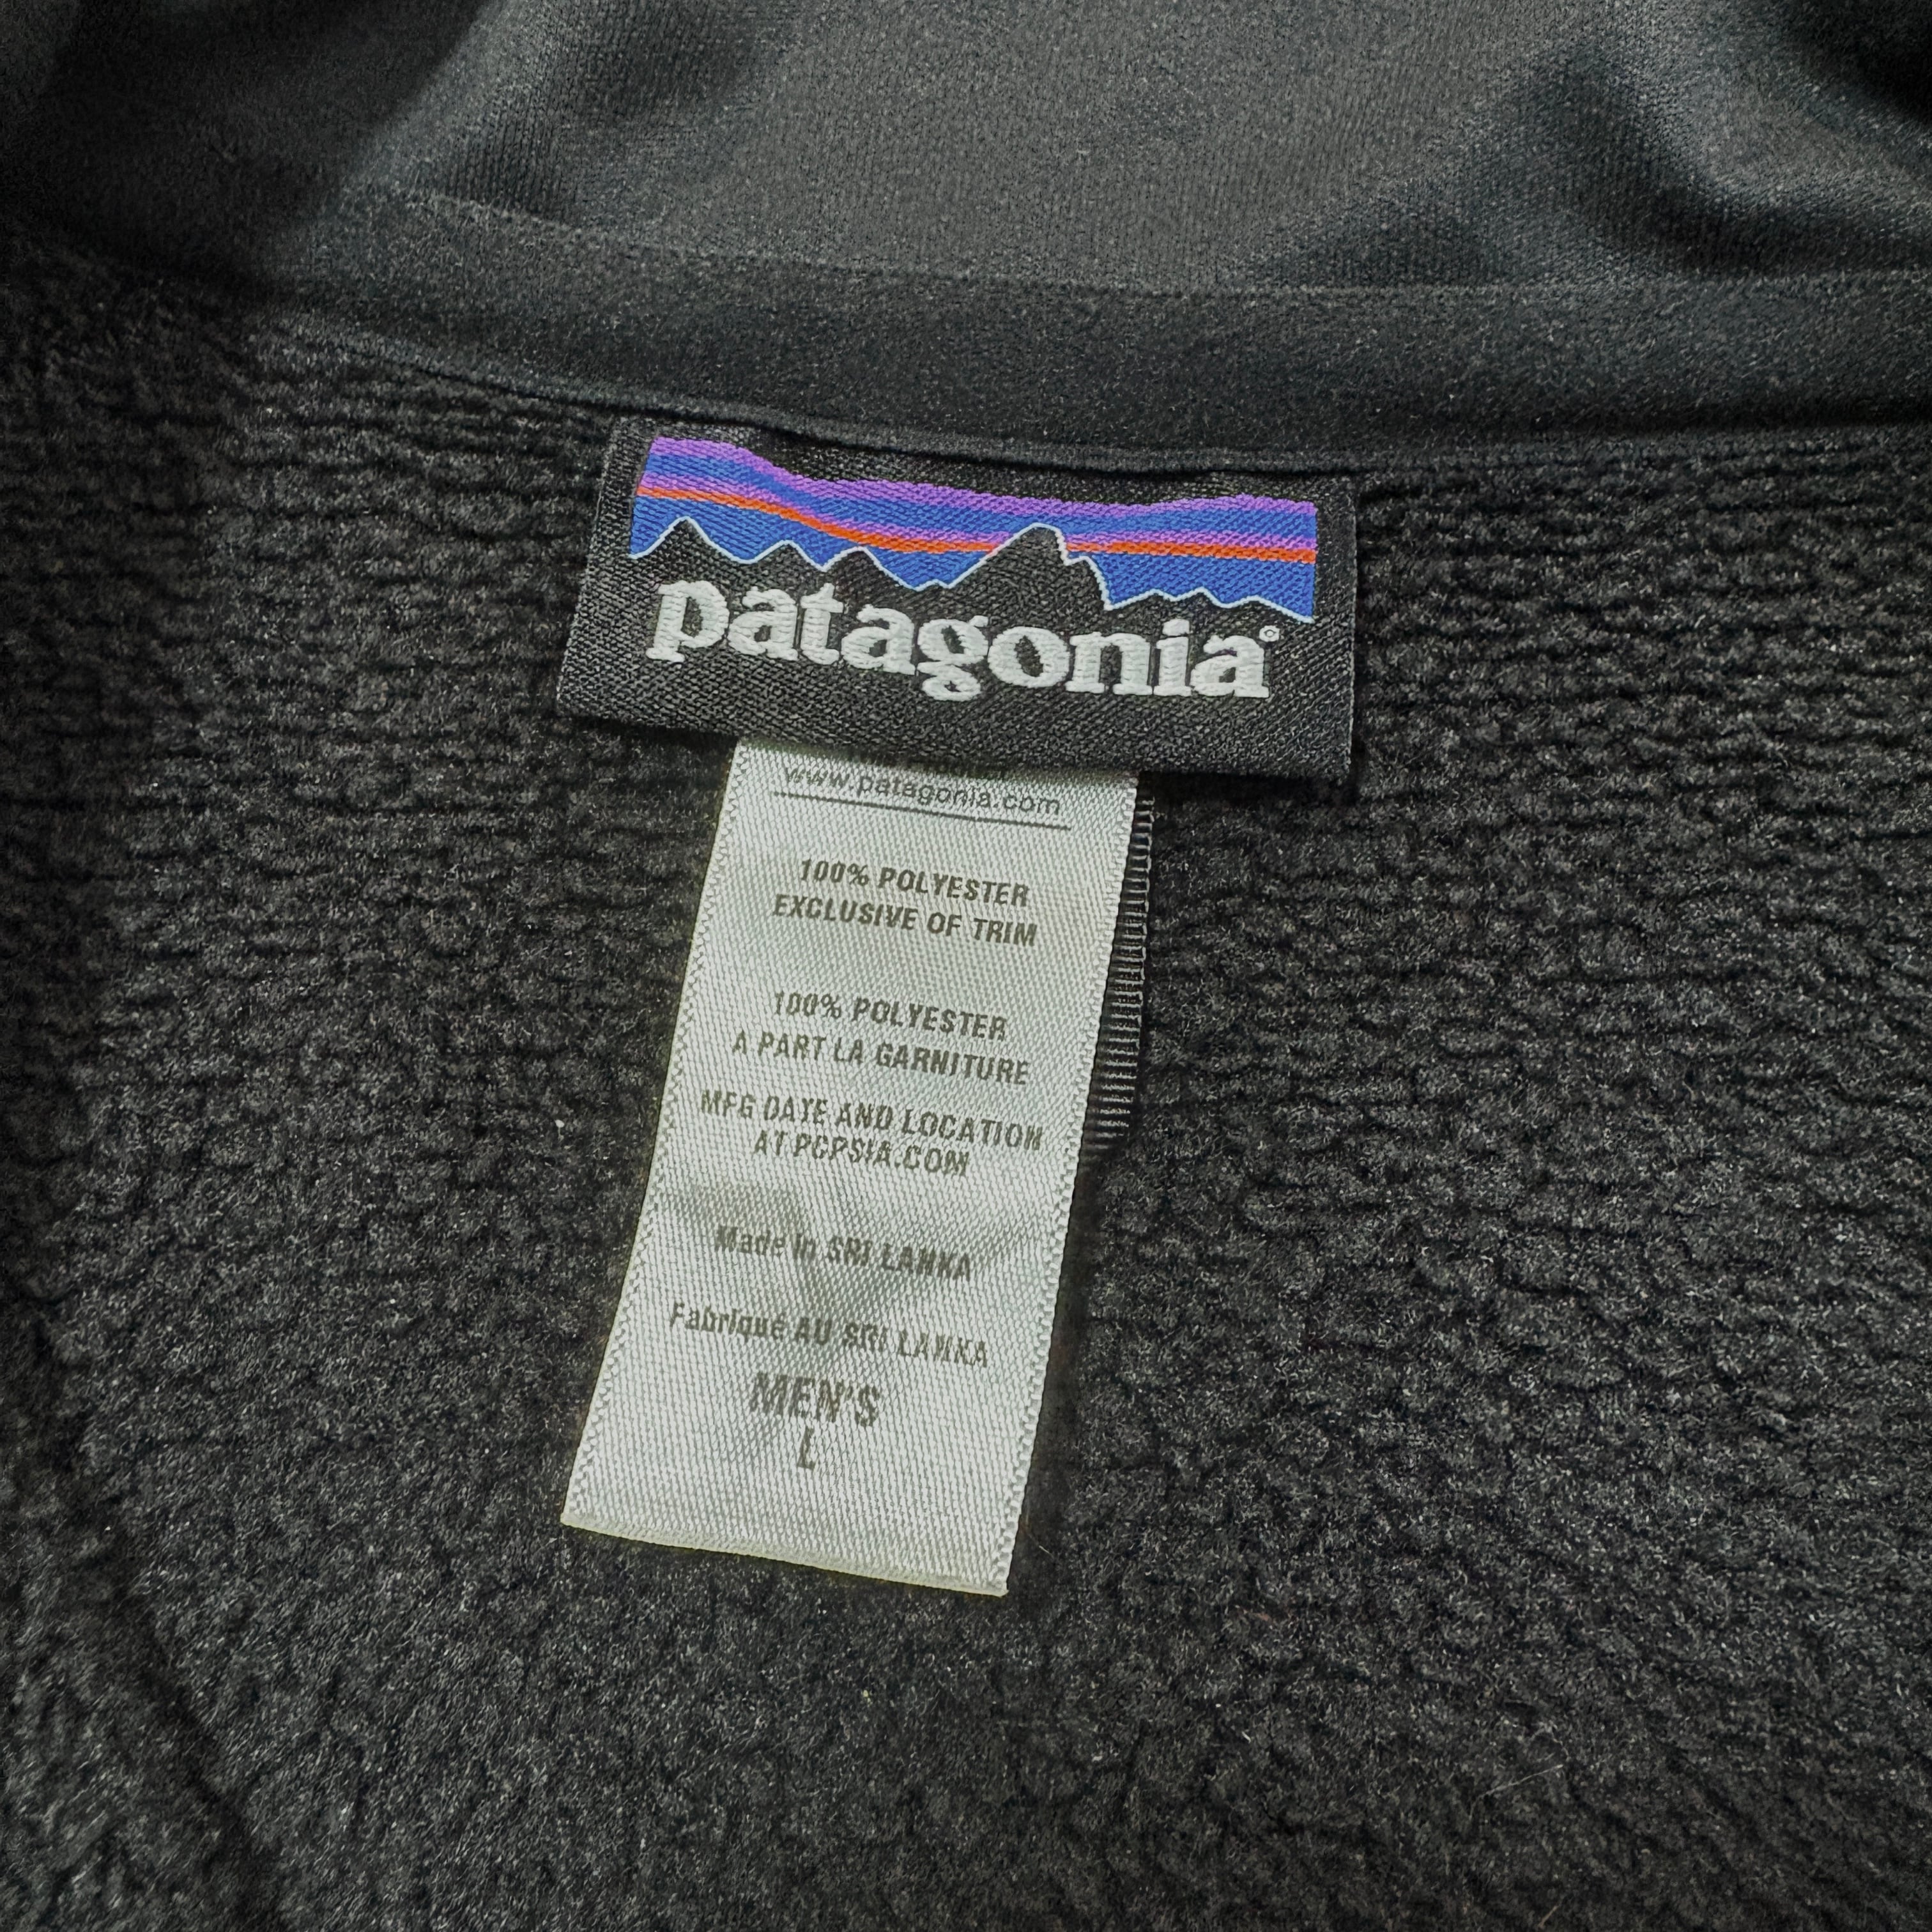 patagonia®
www.patagonia.com
100% POLYESTER
EXCLUSIVE OF TRIM
100% POLYESTER
À PART LA GARNITURE
MFG DATE AND LOCATION
AT PCPSIA.COM
Made in SRI LANKA
Fabriqué AU SRI LANKA
MEN'S
L